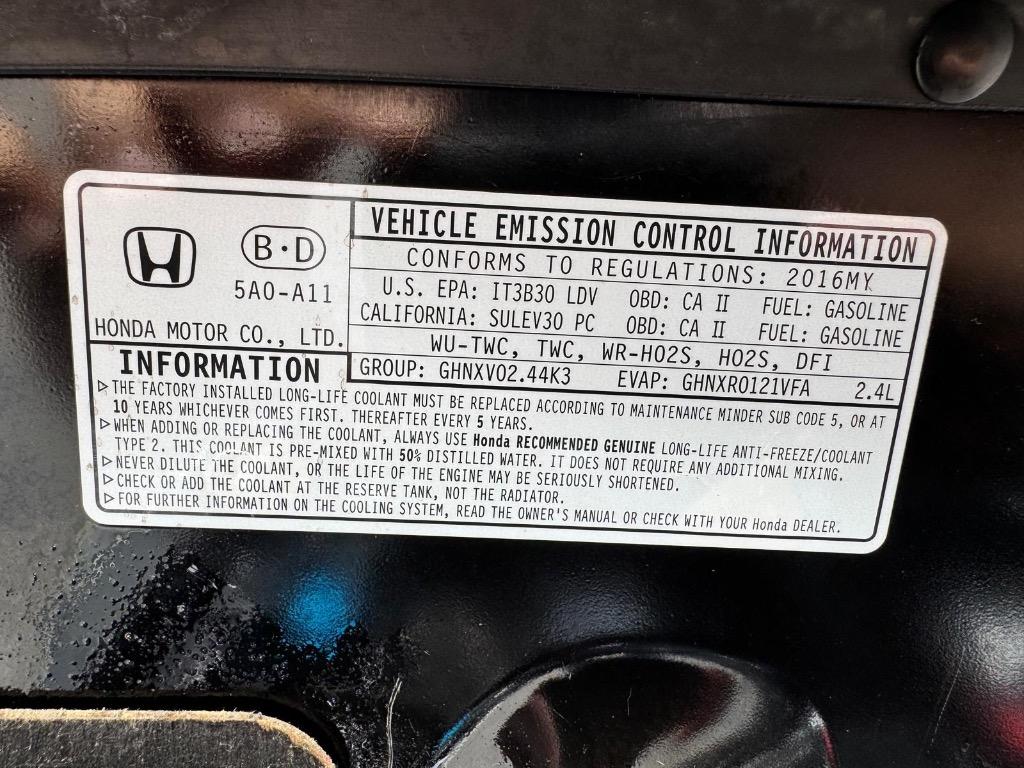 B·D
5A0-A11
HONDA MOTOR CO., LTD.
VEHICLE EMISSION CONTROL INFORMATION
CONFORMS TO REGULATIONS: 2016MY
U.S. EPA: IT3B30 LDV OBD: CA II FUEL: GASOLINE
CALIFORNIA: SULEV30 PC OBD: CA II FUEL: GASOLINE
WU-TWC, TWC, WR-HO2S, HO2S, DFI
GROUP: GHNXV02.44K3 EVAP: GHNXR0121VFA 2.4L
INFORMATION
▷THE FACTORY INSTALLED LONG-LIFE COOLANT MUST BE REPLACED ACCORDING TO MAINTENANCE MINDER SUB CODE 5, OR AT
10 YEARS WHICHEVER COMES FIRST. THEREAFTER EVERY 5 YEARS.
▷WHEN ADDING OR REPLACING THE COOLANT, ALWAYS USE Honda RECOMMENDED GENUINE LONG-LIFE ANTI-FREEZE/COOLANT
TYPE 2. THIS COOLANT IS PRE-MIXED WITH 50% DISTILLED WATER. IT DOES NOT REQUIRE ANY ADDITIONAL MIXING.
▷NEVER DILUTE THE COOLANT, OR THE LIFE OF THE ENGINE MAY BE SERIOUSLY SHORTENED.
▷CHECK OR ADD THE COOLANT AT THE RESERVE TANK, NOT THE RADIATOR.
▷FOR FURTHER INFORMATION ON THE COOLING SYSTEM, READ THE OWNER'S MANUAL OR CHECK WITH YOUR Honda DEALER.